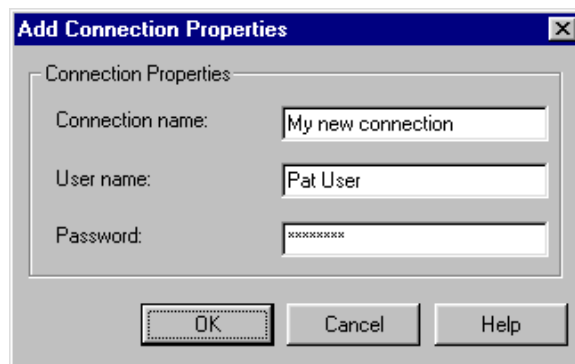 Add Connection Properties
Connection Properties
Connection name: My new connection
User name: Pat User
Password: ********
OK Cancel Help